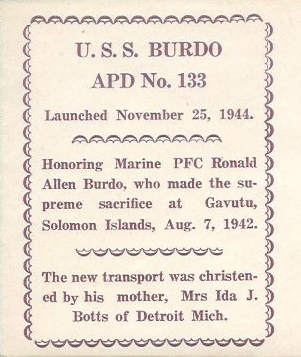 U. S. S. BURDO
APD No. 133
Launched November 25, 1944.
Honoring Marine PFC Ronald
Allen Burdo, who made the su-
preme sacrifice at Gavutu,
Solomon Islands, Aug. 7, 1942.
The new transport was christen-
ed by his mother, Mrs Ida J.
Botts of Detroit Mich.